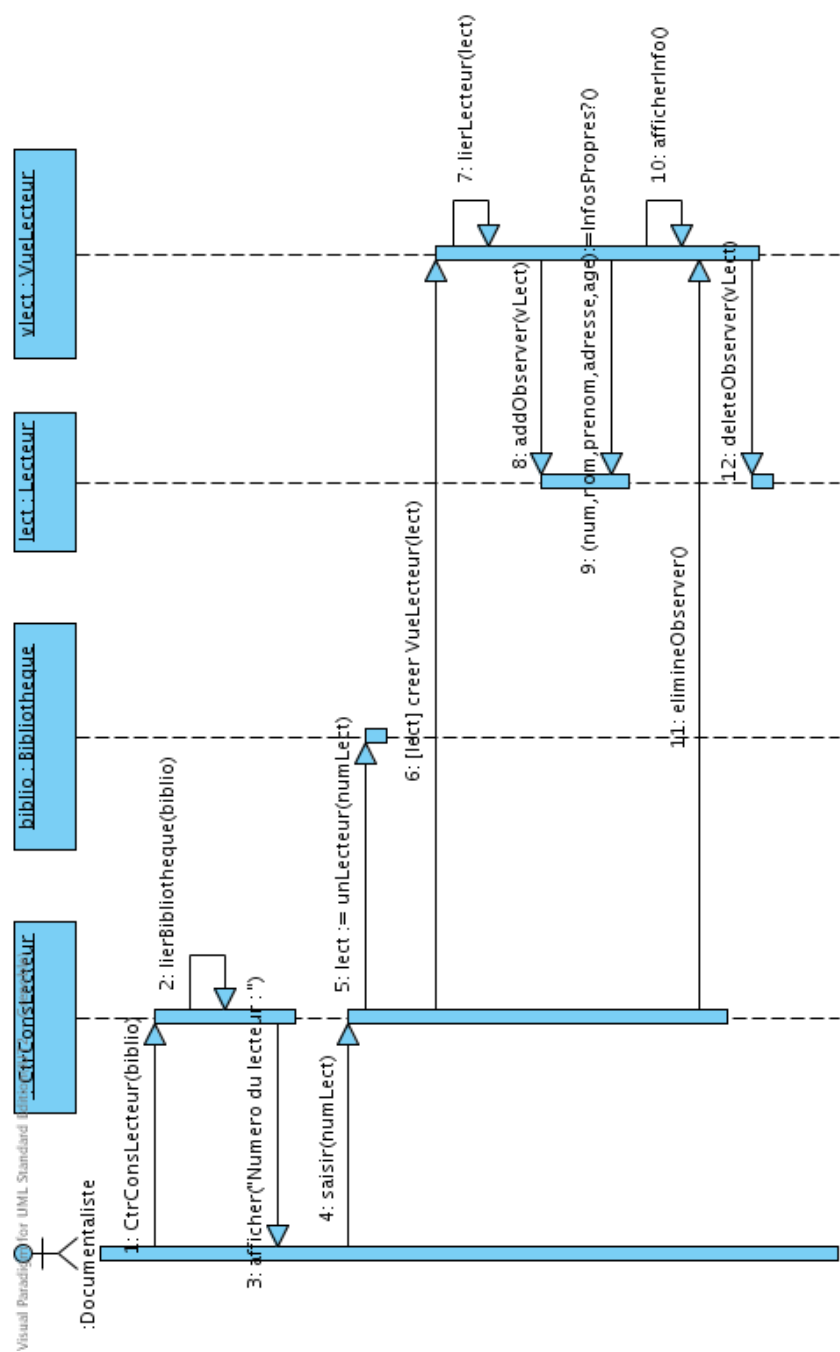 Visual Paradigm for UML Standard Edition
:Documentaliste
: CtrConsLecteur
biblio : Bibliotheque
lect : Lecteur
vlect : VueLecteur
1: CtrConsLecteur(biblio)
2: lierBibliotheque(biblio)
3: afficher("Numero du lecteur :")
4: saisir(numLect)
5: lect := unLecteur(numLect)
6: [lect] creer VueLecteur(lect)
7: lierLecteur(lect)
8: addObserver(vLect)
9: (num,nom,prenom,adresse,age):=InfosPropres?()
10: afficherInfo()
11: elimineObserver()
12: deleteObserver(vLect)